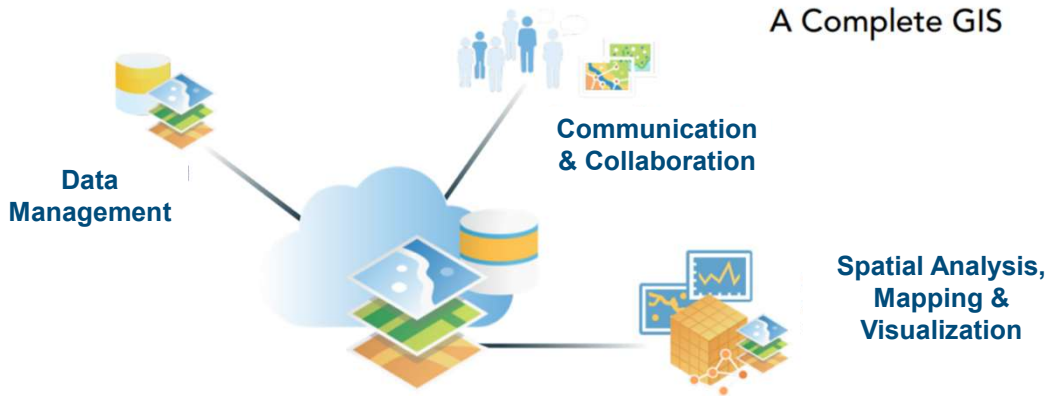 A Complete GIS
Communication
& Collaboration
Data
Management
Spatial Analysis,
Mapping &
Visualization